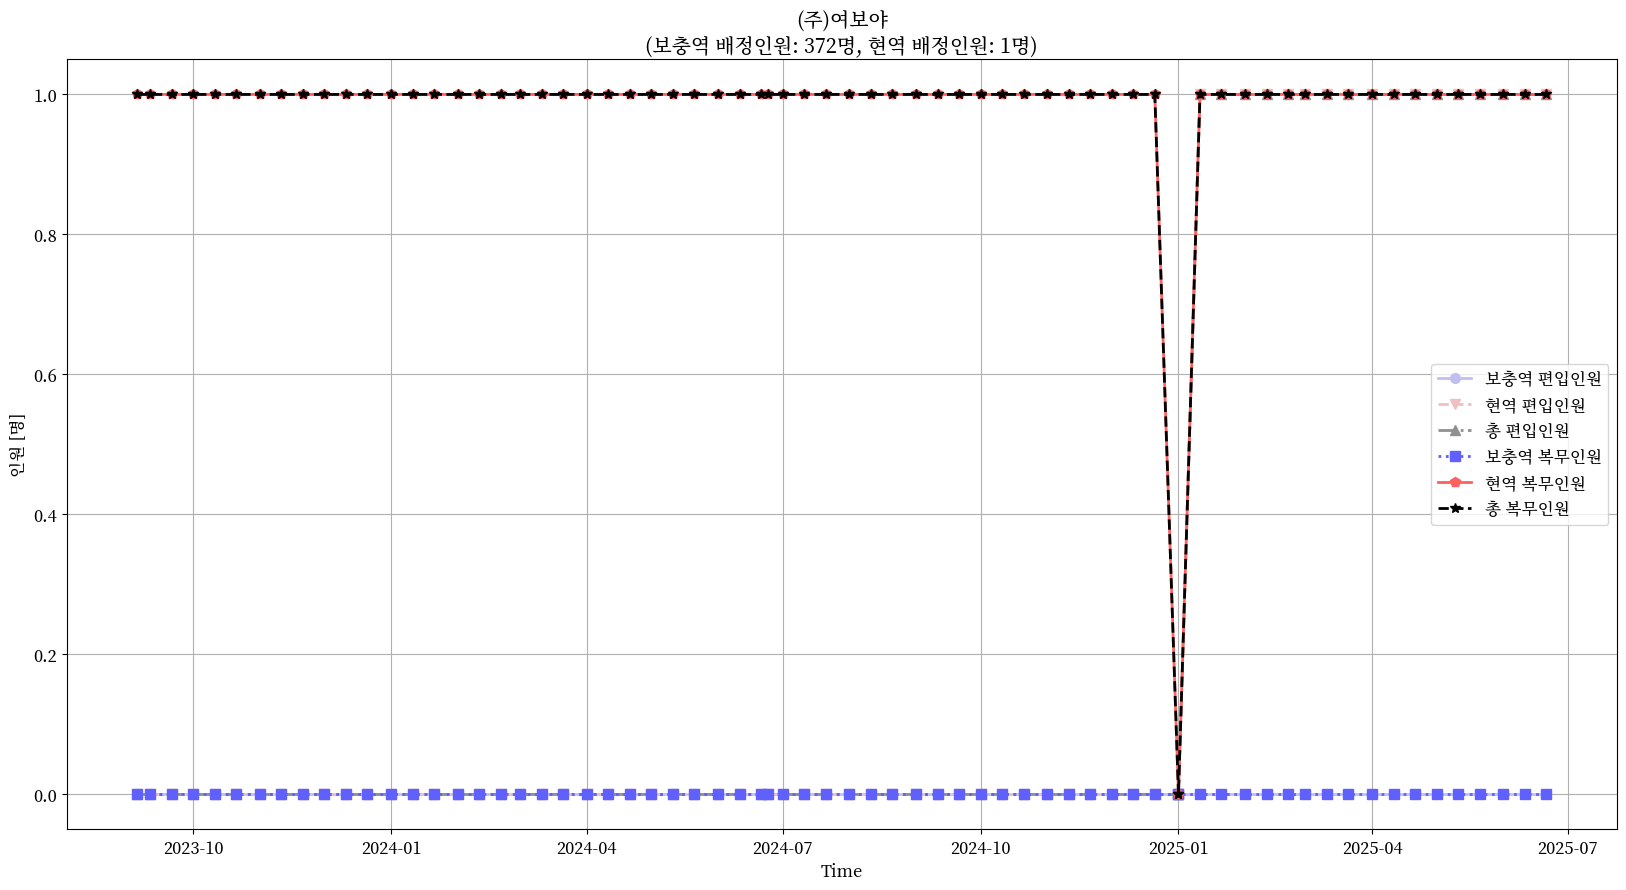 (주)여보야
(보충역 배정인원: 372명, 현역 배정인원: 1명)
인원 [명]
1.0
0.8
0.6
0.4
0.2
0.0
보충역 편입인원
현역 편입인원
총 편입인원
보충역 복무인원
현역 복무인원
총 복무인원
2023-10
2024-01
2024-04
2024-07
2024-10
2025-01
2025-04
2025-07
Time